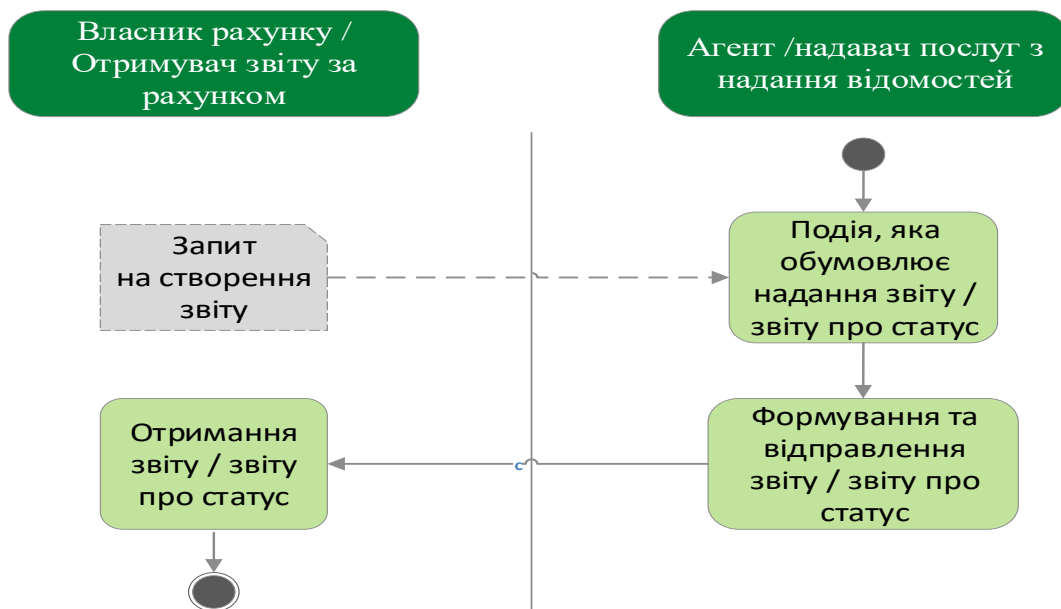 Власник рахунку /
Отримувач звіту за
рахунком
Агент /надавач послуг з
надання відомостей
Запит
на створення
звіту
Подія, яка
обумовлює
надання звіту /
звіту про статус
Отримання
звіту / звіту
про статус
с
Формування та
відправлення
звіту / звіту про
статус